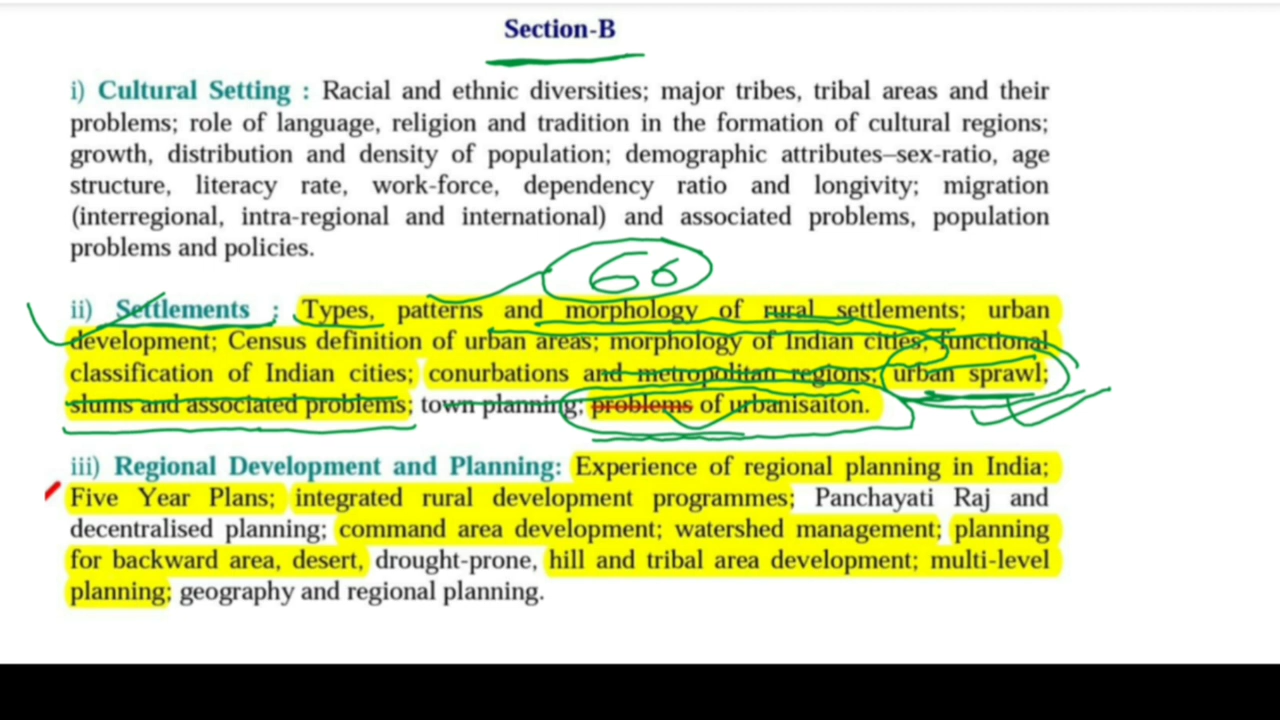 Section-B
i) Cultural Setting : Racial and ethnic diversities; major tribes, tribal areas and their
problems; role of language, religion and tradition in the formation of cultural regions;
growth, distribution and density of population; demographic attributes–sex-ratio, age
structure, literacy rate, work-force, dependency ratio and longivity; migration
(interregional, intra-regional and international) and associated problems, population
problems and policies.
60
ii) Settlements : Types, patterns and morphology of rural settlements; urban
development; Census definition of urban areas; morphology of Indian cities; functional
classification of Indian cities; conurbations and metropolitan regions; urban sprawl;
slums and associated problems; town planning; problems of urbanisaiton.
iii) Regional Development and Planning: Experience of regional planning in India;
Five Year Plans; integrated rural development programmes; Panchayati Raj and
decentralised planning; command area development; watershed management; planning
for backward area, desert, drought-prone, hill and tribal area development; multi-level
planning; geography and regional planning.